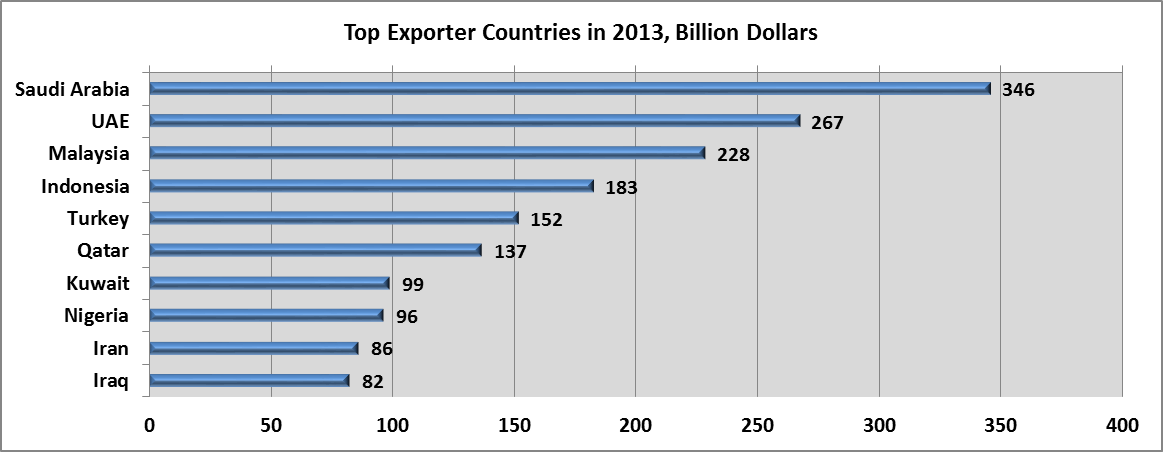 Top Exporter Countries in 2013, Billion Dollars
Saudi Arabia 346
UAE 267
Malaysia 228
Indonesia 183
Turkey 152
Qatar 137
Kuwait 99
Nigeria 96
Iran 86
Iraq 82
0 50 100 150 200 250 300 350 400